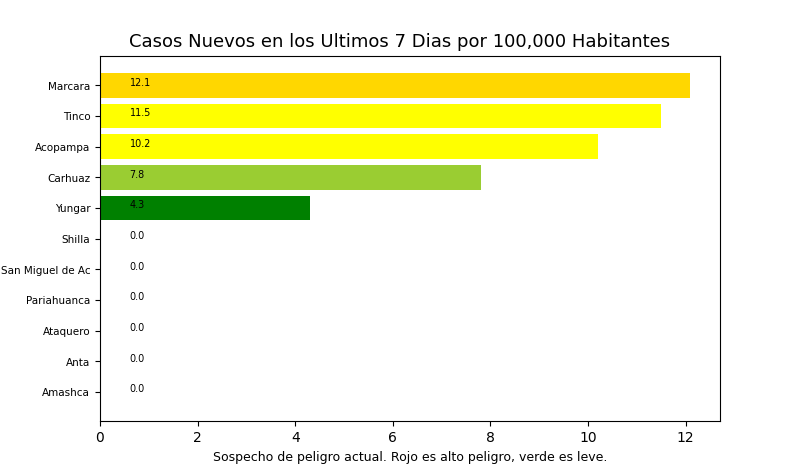 Casos Nuevos en los Ultimos 7 Dias por 100,000 Habitantes
Marcara 12.1
Tinco 11.5
Acopampa 10.2
Carhuaz 7.8
Yungar 4.3
Shilla 0.0
San Miguel de Ac 0.0
Pariahuanca 0.0
Ataquero 0.0
Anta 0.0
Amashca 0.0
0 2 4 6 8 10 12
Sospecho de peligro actual. Rojo es alto peligro, verde es leve.